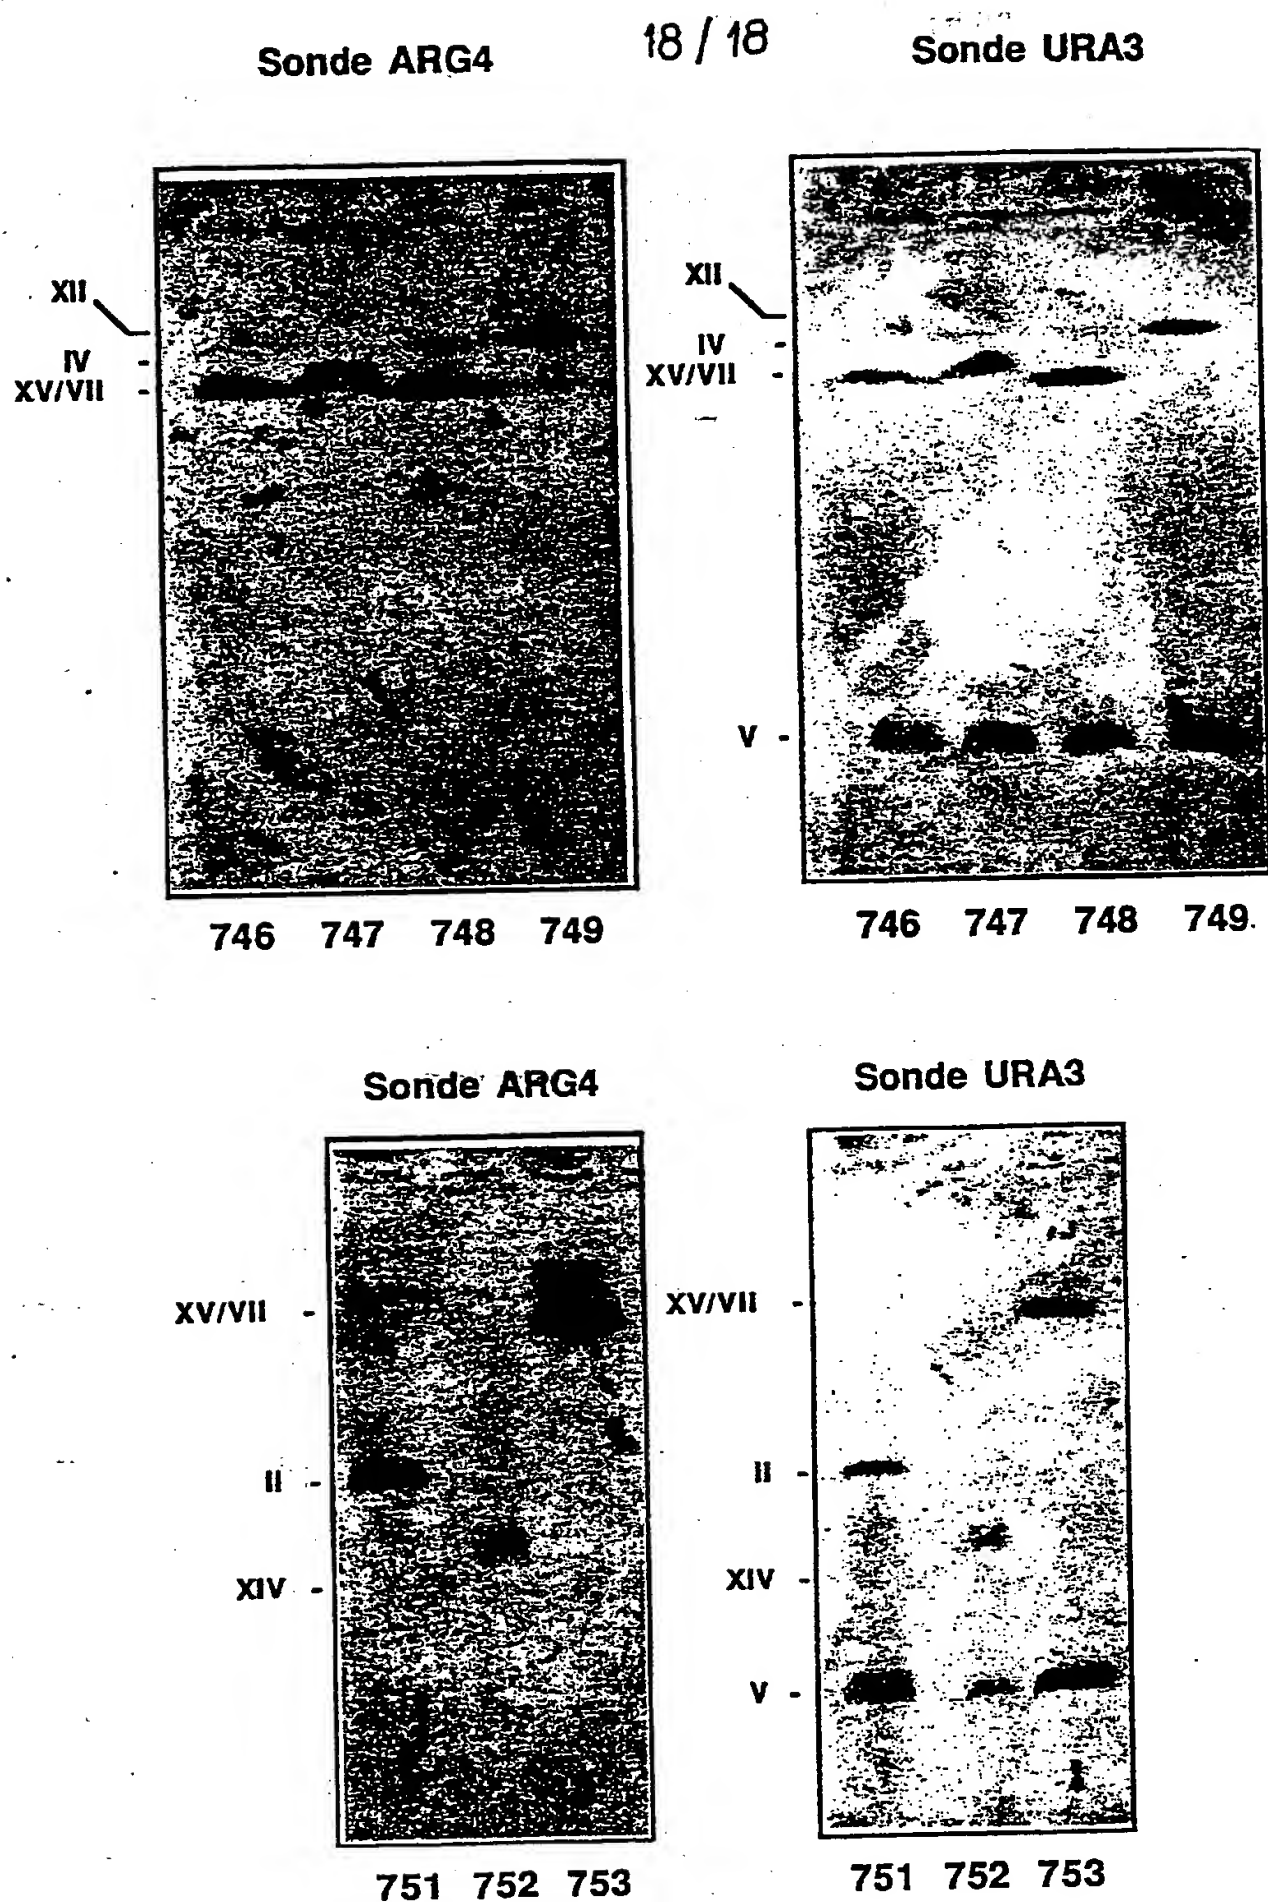 18/18
Sonde ARG4
Sonde URA3
XII
IV
XV/VII
746 747 748 749
XII
IV
XV/VII
V
746 747 748 749.
Sonde ARG4
XV/VII
II
XIV
751 752 753
Sonde URA3
XV/VII
II
XIV
V
751 752 753